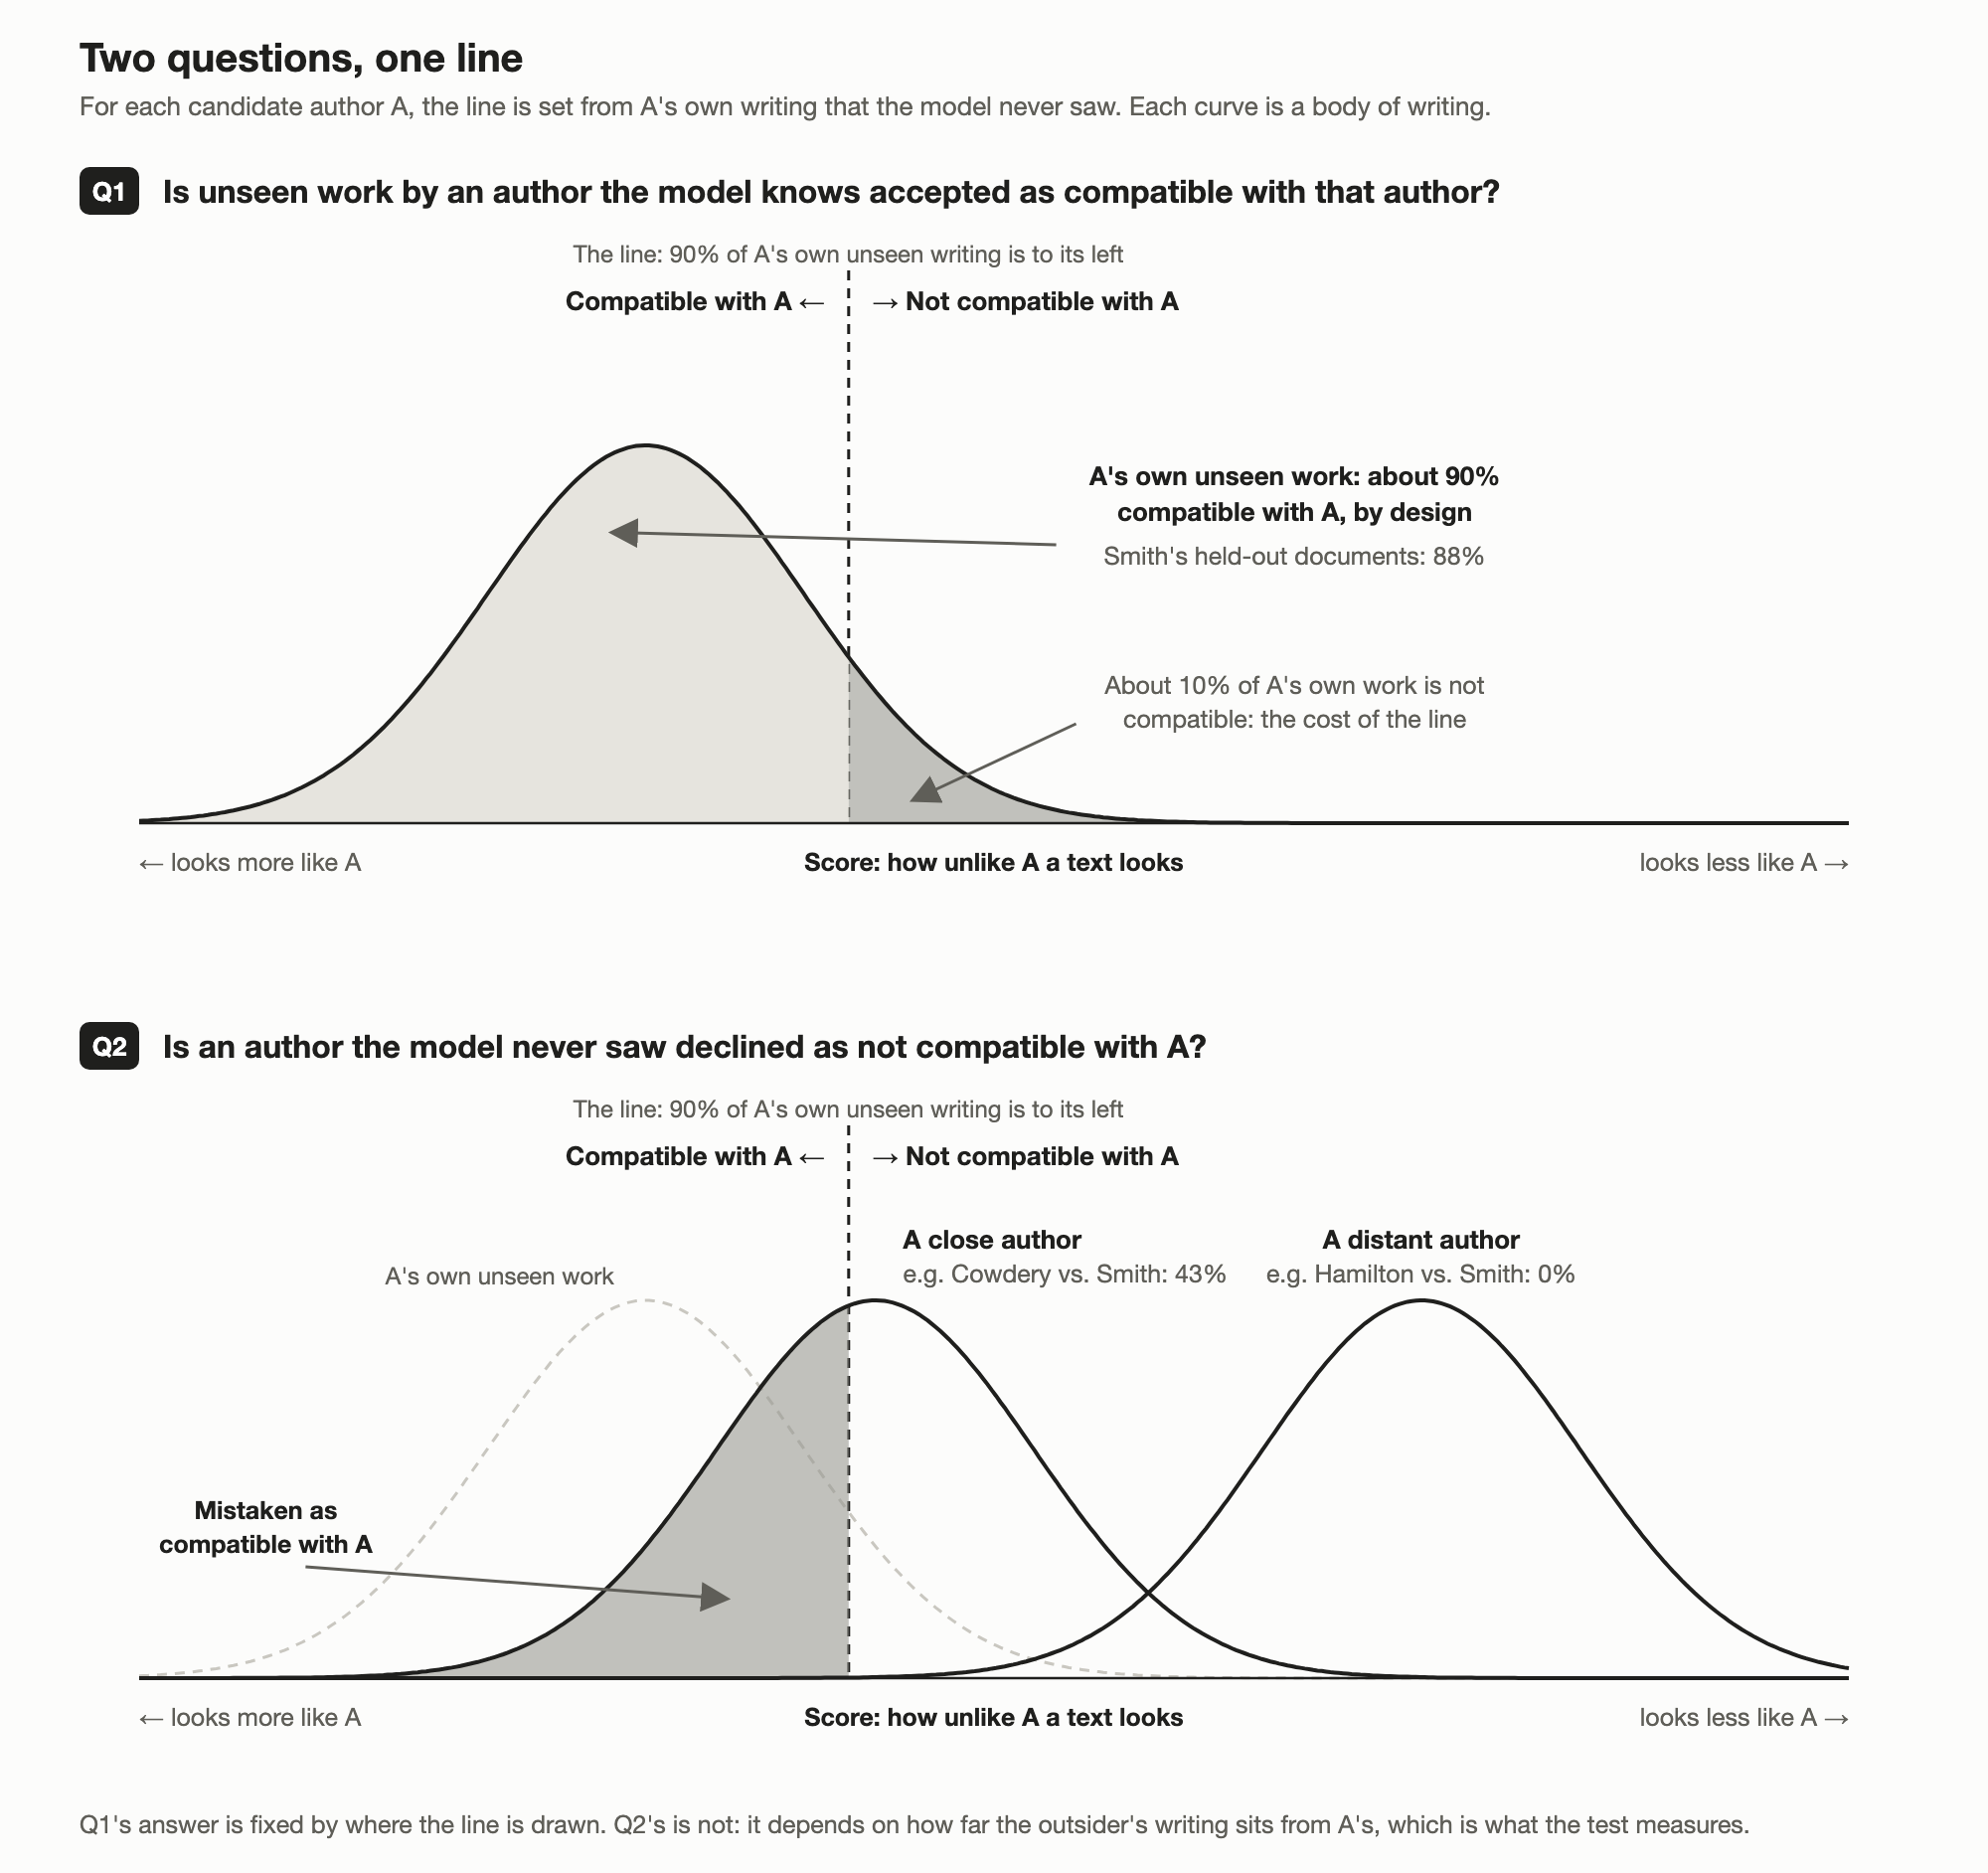 Two questions, one line
For each candidate author A, the line is set from A's own writing that the model never saw. Each curve is a body of writing.
Q1 Is unseen work by an author the model knows accepted as compatible with that author?
The line: 90% of A's own unseen writing is to its left
Compatible with A ← → Not compatible with A
A's own unseen work: about 90%
compatible with A, by design
Smith's held-out documents: 88%
About 10% of A's own work is not
compatible: the cost of the line
← looks more like A Score: how unlike A a text looks looks less like A →
Q2 Is an author the model never saw declined as not compatible with A?
The line: 90% of A's own unseen writing is to its left
Compatible with A ← → Not compatible with A
A close author
e.g. Cowdery vs. Smith: 43%
A distant author
e.g. Hamilton vs. Smith: 0%
A's own unseen work
Mistaken as
compatible with A
← looks more like A Score: how unlike A a text looks looks less like A →
Q1's answer is fixed by where the line is drawn. Q2's is not: it depends on how far the outsider's writing sits from A's, which is what the test measures.